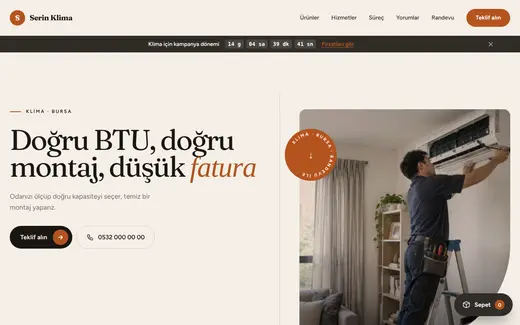 S Serin Klima
Ürünler Hizmetler Süreç Yorumlar Randevu Teklif alın
Klima için kampanya dönemi 14 g 04 sa 39 dk 41 sn Fırsatları gör
KLİMA · BURSA
Doğru BTU, doğru
montaj, düşük fatura
Odanızı ölçüp doğru kapasiteyi seçer, temiz bir
montaj yaparız.
Teklif alın → 0532 000 00 00
KLİMA · BURSA · RANDEVU İLE
Sepet 0